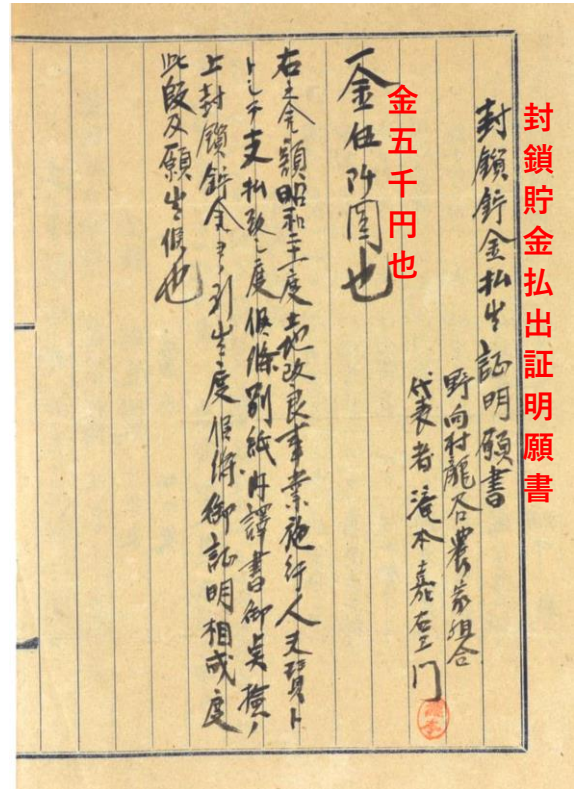 封鎖貯金払出証明願書
封鎖貯金払出証明願書
野向村龍谷農家組合
代表者 滝本嘉右エ門
金五千円也
一金伍阡圓也
右之金額昭和二十一度土地改良事業施行人夫賃ト
トシテ支払致シ度候條別紙内譯書御点検ノ
上封鎖貯金ヨリ引出シ度候條御証明相成度
此段及願出候也